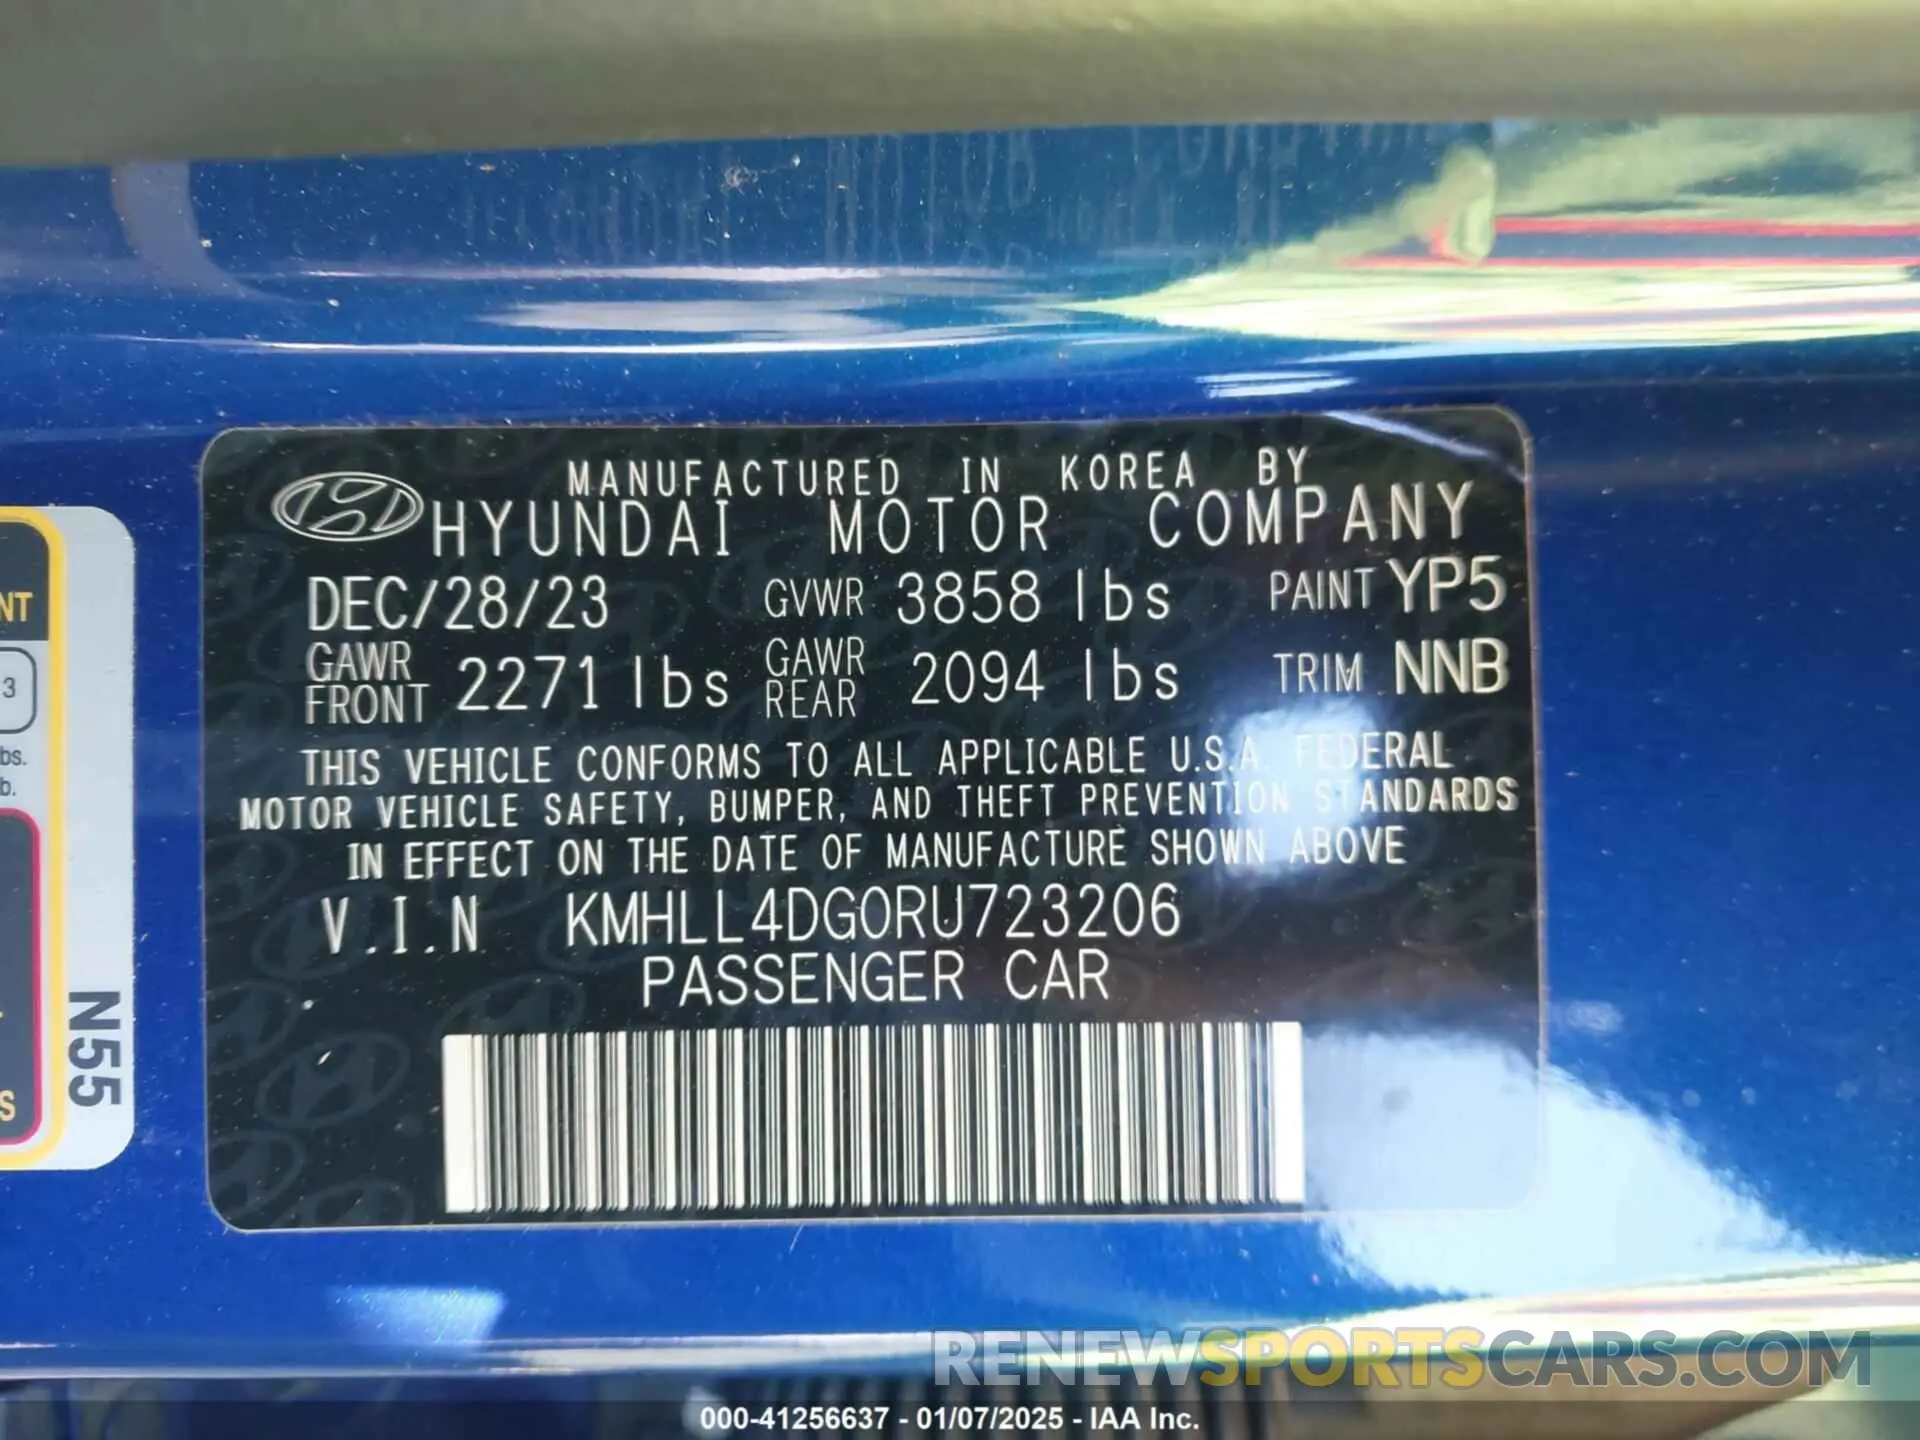 MANUFACTURED IN KOREA BY
HYUNDAI MOTOR COMPANY
DEC/28/23 GVWR 3858 lbs PAINT YP5
GAWR FRONT 2271 lbs GAWR REAR 2094 lbs TRIM NNB
THIS VEHICLE CONFORMS TO ALL APPLICABLE U.S.A. FEDERAL
MOTOR VEHICLE SAFETY, BUMPER, AND THEFT PREVENTION STANDARDS
IN EFFECT ON THE DATE OF MANUFACTURE SHOWN ABOVE
V.I.N KMHLL4DG0RU723206
PASSENGER CAR
NT
3
bs.
b.
S
N55
RENEWSPORTSCARS.COM
000-41256637 - 01/07/2025 - IAA Inc.